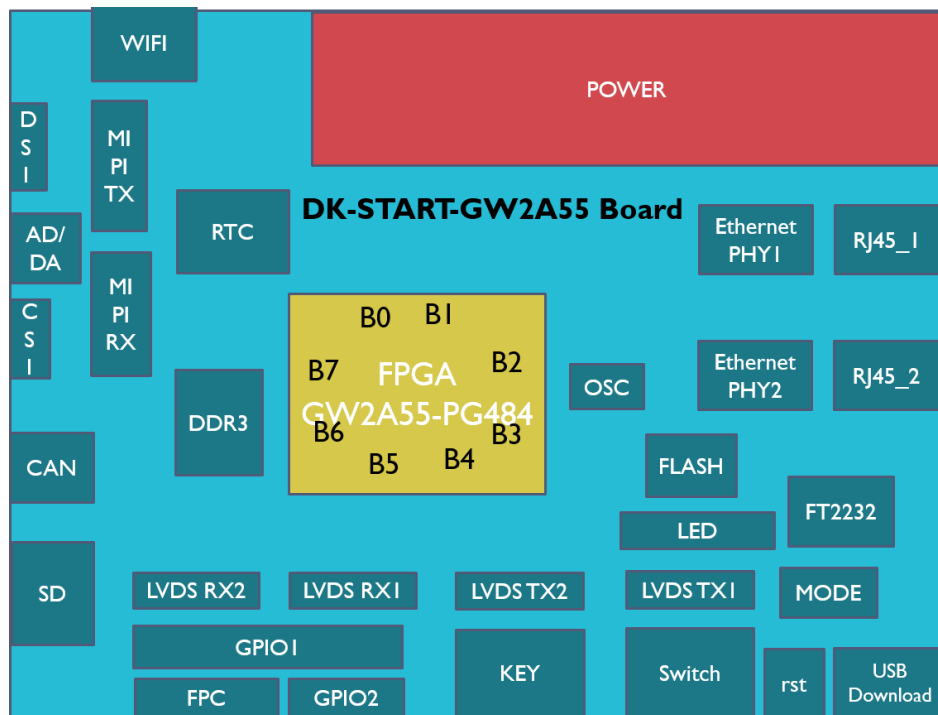 WIFI
POWER
D
S
I
MI
PI
TX
DK-START-GW2A55 Board
RTC
AD/
DA
Ethernet
PHY1
RJ45_1
MI
PI
RX
C
S
I
B0
B1
B7
FPGA
B2
GW2A55-PG484
B6
B3
B5
B4
OSC
Ethernet
PHY2
RJ45_2
DDR3
CAN
FLASH
FT2232
LED
SD
LVDS RX2
LVDS RX1
LVDS TX2
LVDS TX1
MODE
GPIO1
KEY
Switch
rst
USB
Download
FPC
GPIO2